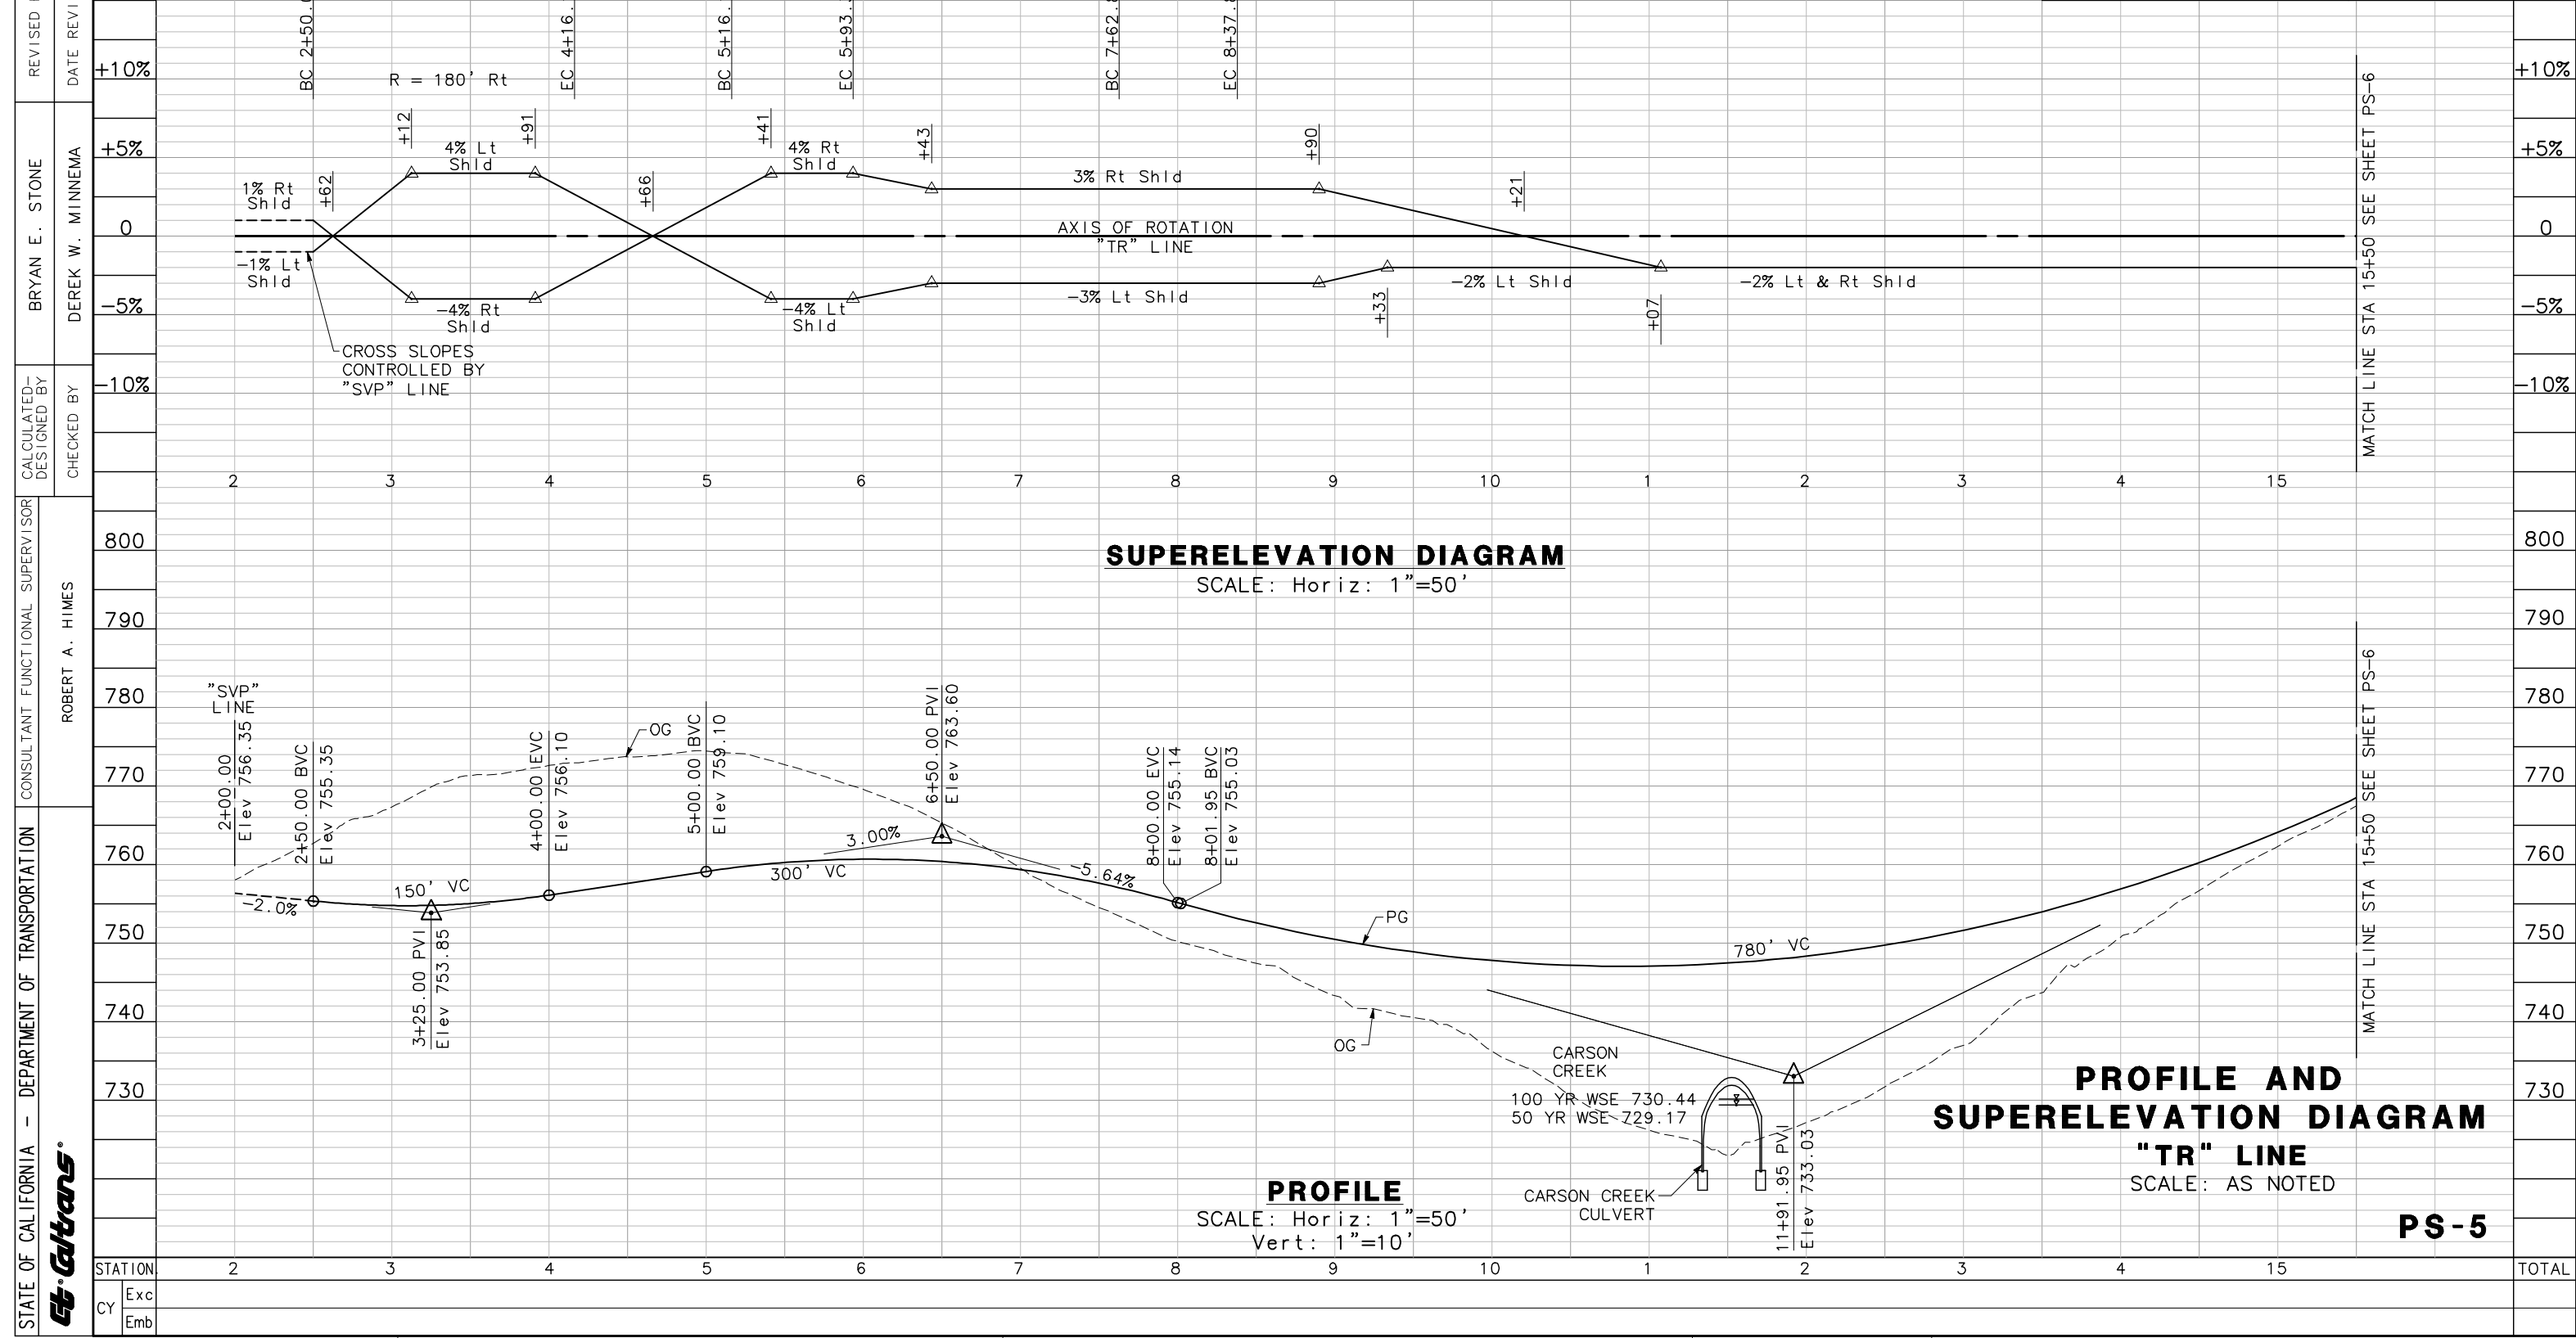 REVISED
DATE REVI
BRYAN E. STONE
DEREK W. MINNEMA
CALCULATED-
DESIGNED BY
CHECKED BY
CONSULTANT FUNCTIONAL SUPERVISOR
ROBERT A. HIMES
STATE OF CALIFORNIA - DEPARTMENT OF TRANSPORTATION
Caltrans
+10%
+5%
0
-5%
-10%
BC 2+50.
R = 180' Rt
EC 4+16.
BC 5+16.
EC 5+93.
BC 7+62.
EC 8+37.
+10%
+5%
0
-5%
-10%
1% Rt
Shld
+62
+12
4% Lt
Shld
+91
+66
+41
4% Rt
Shld
+43
3% Rt Shld
+90
+21
AXIS OF ROTATION
"TR" LINE
-1% Lt
Shld
-4% Rt
Shld
-4% Lt
Shld
-3% Lt Shld
+33
-2% Lt Shld
+07
-2% Lt & Rt Shld
CROSS SLOPES
CONTROLLED BY
"SVP" LINE
MATCH LINE STA 15+50 SEE SHEET PS-6
2 3 4 5 6 7 8 9 10 1 2 3 4 15
SUPERELEVATION DIAGRAM
SCALE: Horiz: 1"=50'
800
790
780
770
760
750
740
730
800
790
780
770
760
750
740
730
"SVP"
LINE
2+00.00
Elev 756.35
2+50.00 BVC
Elev 755.35
-2.0%
150' VC
3+25.00 PVI
Elev 753.85
4+00.00 EVC
Elev 756.10
OG
5+00.00 BVC
Elev 759.10
300' VC
3.00%
6+50.00 PVI
Elev 763.60
-5.64%
8+00.00 EVC
Elev 755.14
8+01.95 BVC
Elev 755.03
PG
OG
780' VC
CARSON
CREEK
100 YR WSE 730.44
50 YR WSE 729.17
CARSON CREEK
CULVERT
11+91.95 PVI
Elev 733.03
MATCH LINE STA 15+50 SEE SHEET PS-6
PROFILE
SCALE: Horiz: 1"=50'
Vert: 1"=10'
PROFILE AND
SUPERELEVATION DIAGRAM
"TR" LINE
SCALE: AS NOTED
PS-5
STATION 2 3 4 5 6 7 8 9 10 1 2 3 4 15 TOTAL
CY
Exc
Emb